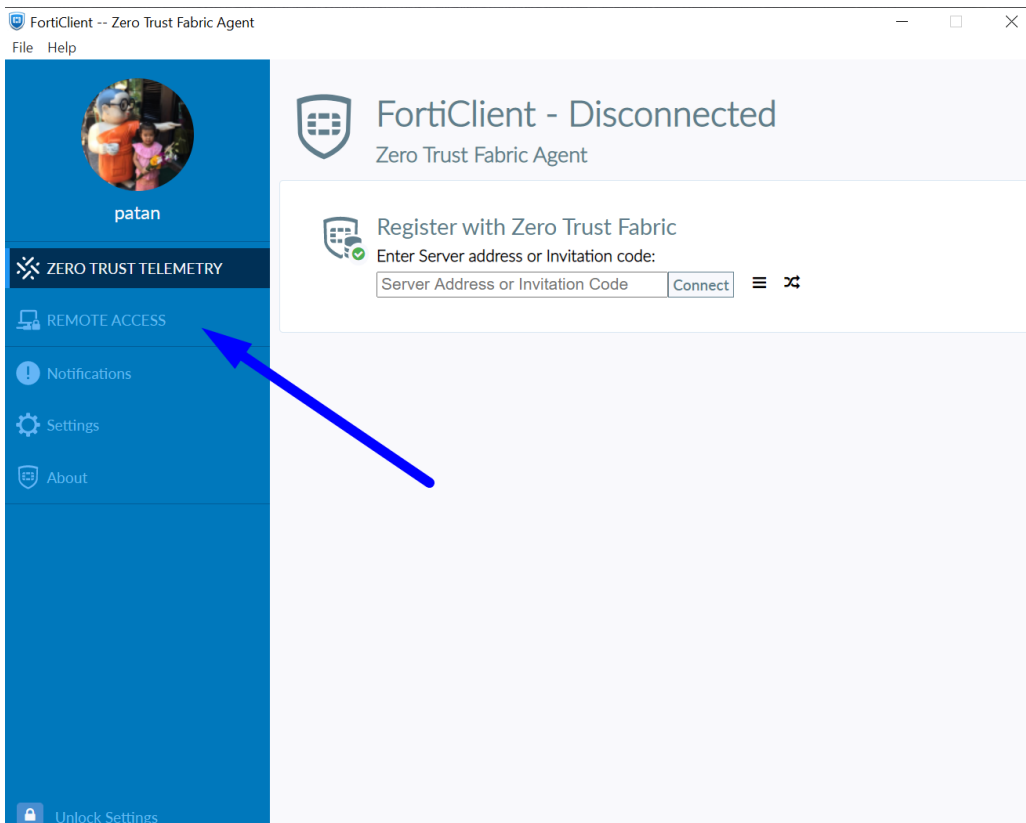 FortiClient -- Zero Trust Fabric Agent
File Help
patan
ZERO TRUST TELEMETRY
REMOTE ACCESS
Notifications
Settings
About
Unlock Settings
FortiClient - Disconnected
Zero Trust Fabric Agent
Register with Zero Trust Fabric
Enter Server address or Invitation code:
Server Address or Invitation Code Connect